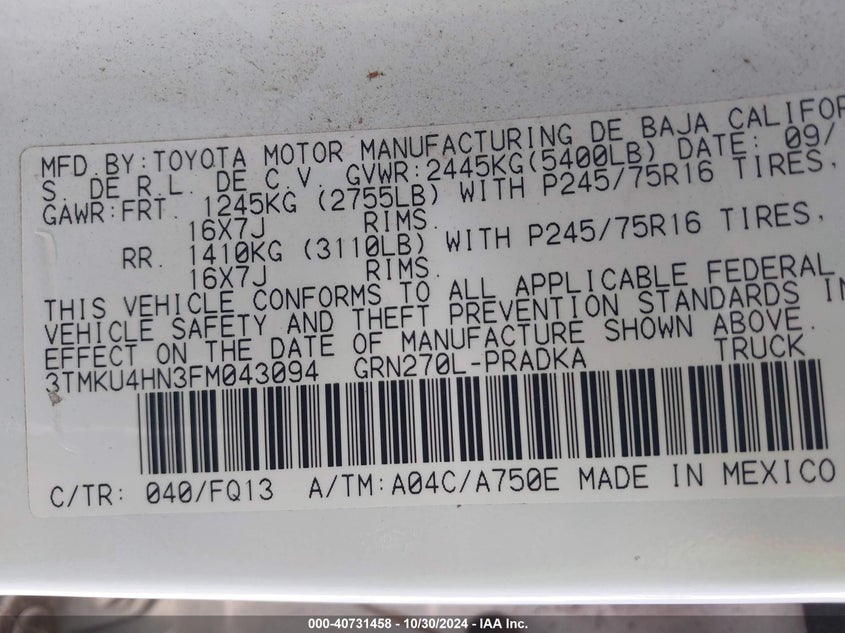 MFD.BY:TOYOTA MOTOR MANUFACTURING DE BAJA CALIFOR
S. DE R.L. DE C.V. GVWR:2445KG(5400LB) DATE: 09/
GAWR:FRT. 1245KG (2755LB) WITH P245/75R16 TIRES,
16X7J RIMS.
RR. 1410KG (3110LB) WITH P245/75R16 TIRES,
16X7J RIMS.
THIS VEHICLE CONFORMS TO ALL APPLICABLE FEDERAL
VEHICLE SAFETY AND THEFT PREVENTION STANDARDS IN
EFFECT ON THE DATE OF MANUFACTURE SHOWN ABOVE.
3TMKU4HN3FM043094 GRN270L-PRADKA TRUCK
C/TR: 040/FQ13 A/TM:A04C/A750E MADE IN MEXICO
000-40731458 - 10/30/2024 - IAA Inc.